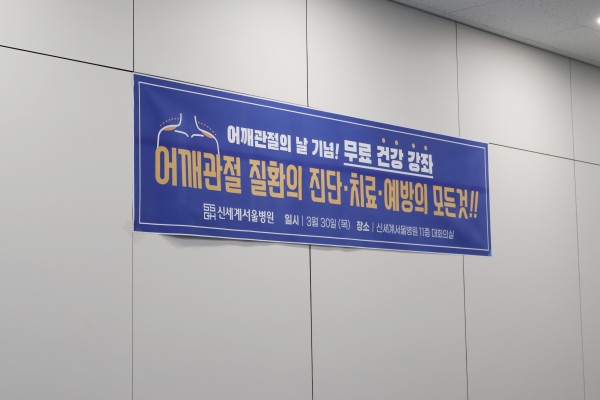 어깨관절의 날 기념! 무료 건강 강좌
어깨관절 질환의 진단·치료·예방의 모든것!!
SSGH 신세계서울병원 일시 | 3월 30일 (목) 장소 | 신세계서울병원 11층 대회의실